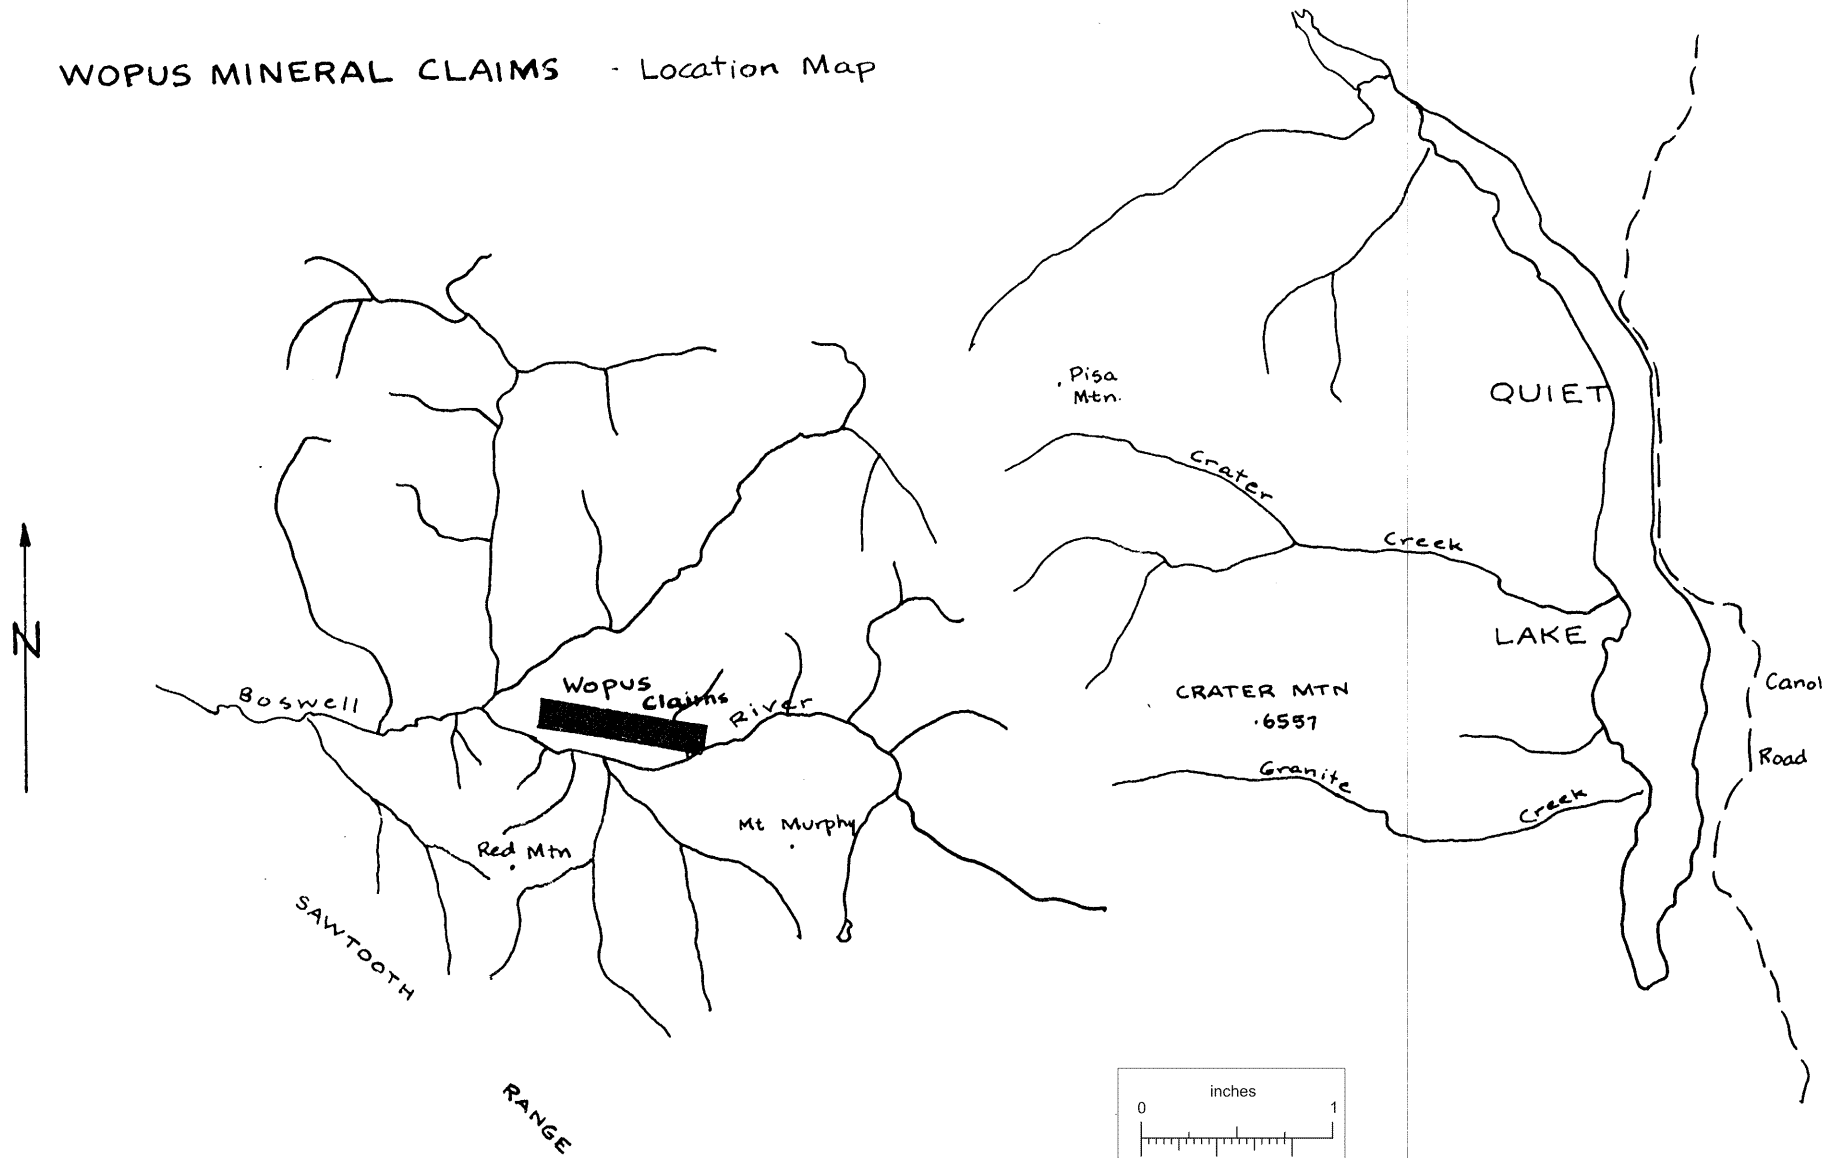 WOPUS MINERAL CLAIMS - Location Map
Pisa
Mtn.
QUIET
Crater
Creek
LAKE
N
Boswell
Wopus
Claims
River
CRATER MTN
.6557
Canol
Road
Granite
Creek
Mt Murphy
Red Mtn
SAWTOOTH
RANGE
inches
0 1